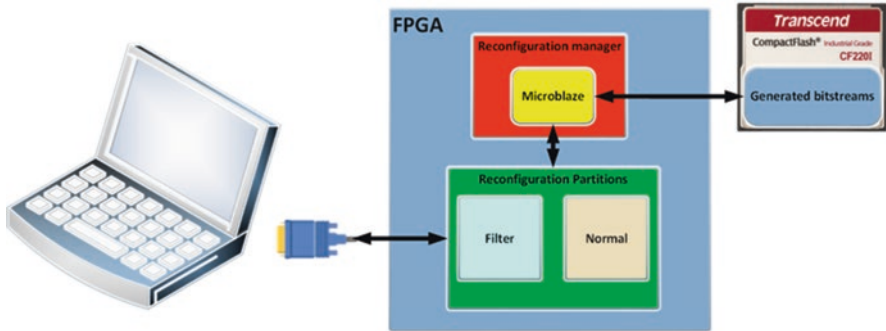 FPGA
Reconfiguration manager
Microblaze
Transcend
CompactFlash® Industrial Grade
CF220I
Generated bitstreams
Reconfiguration Partitions
Filter
Normal